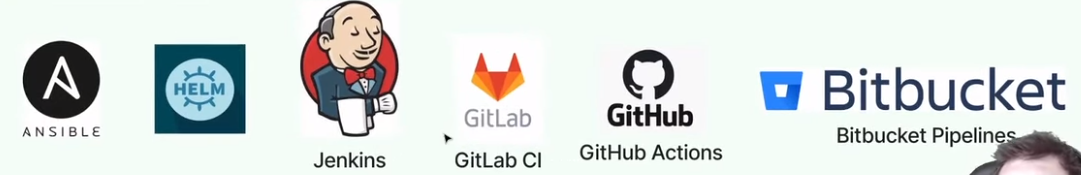 ANSIBLE
HELM
Jenkins
GitLab
GitLab CI
GitHub
GitHub Actions
Bitbucket
Bitbucket Pipelines